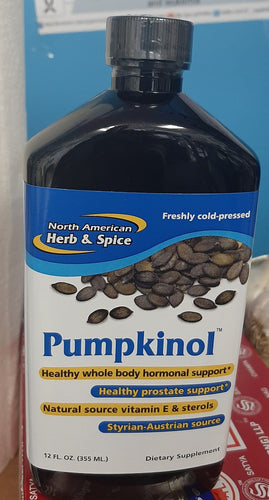 North American
Herb & Spice
Freshly cold-pressed
Pumpkinol™
Healthy whole body hormonal support*
Healthy prostate support*
Natural source vitamin E & sterols
Styrian-Austrian source
12 FL. OZ. (355 ML.)
Dietary Supplement
SATYA